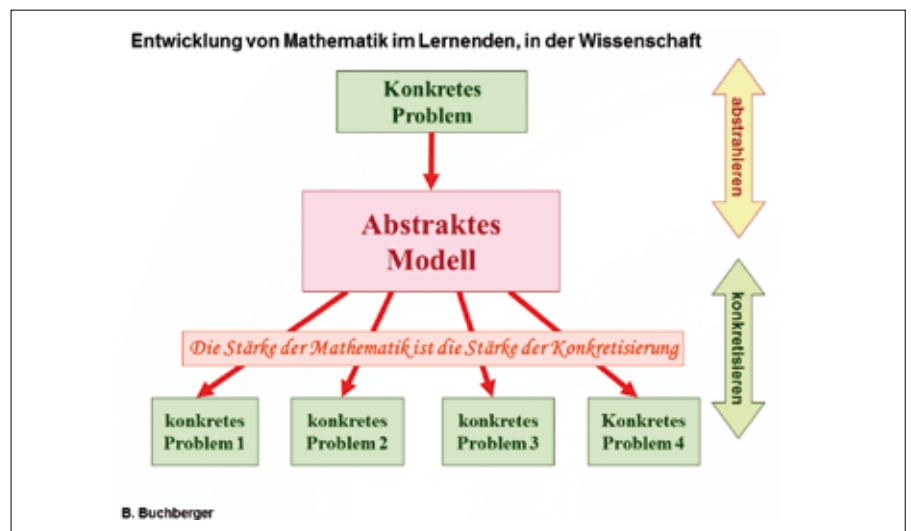 Entwicklung von Mathematik im Lernenden, in der Wissenschaft
Konkretes
Problem
abstrahieren
Abstraktes
Modell
konkretisieren
Die Stärke der Mathematik ist die Stärke der Konkretisierung
konkretes
Problem 1
konkretes
Problem 2
konkretes
Problem 3
Konkretes
Problem 4
B. Buchberger